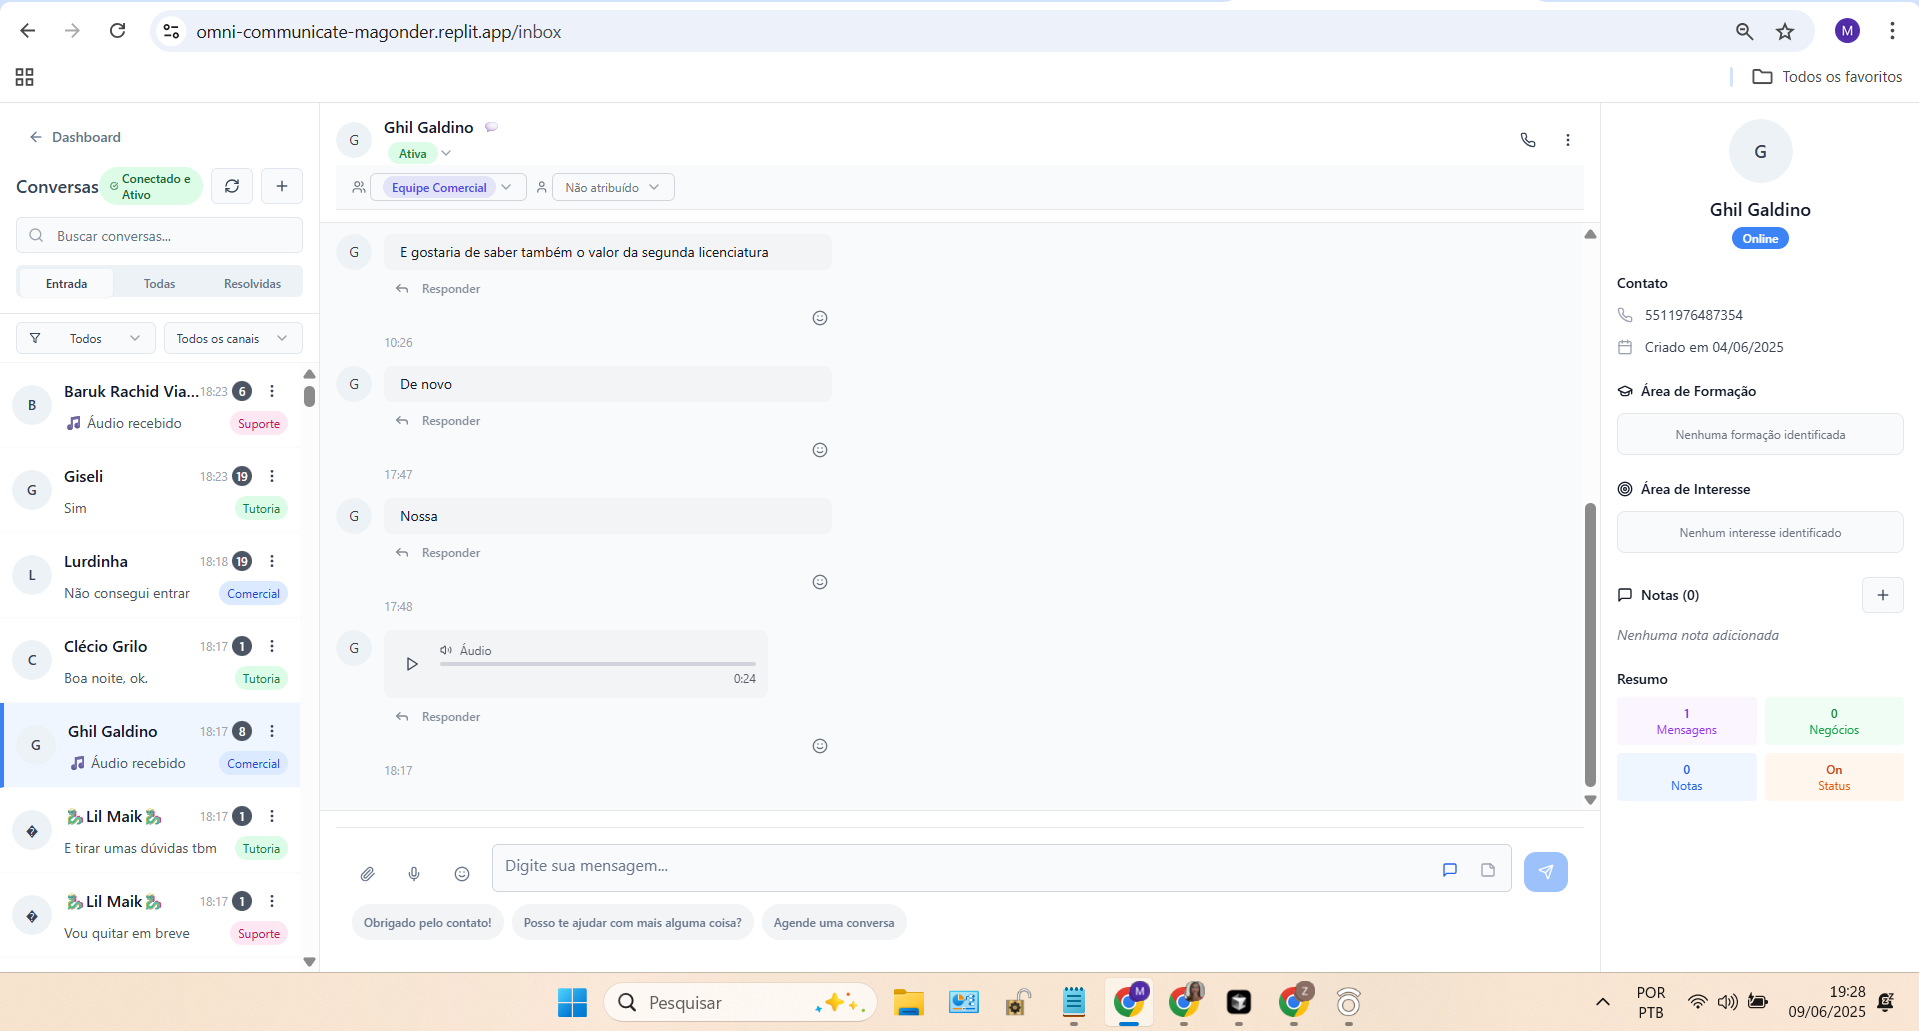 omni-communicate-magonder.replit.app/inbox
M
Todos os favoritos
Dashboard
Conversas
Conectado e
Ativo
Buscar conversas...
Entrada
Todas
Resolvidas
Todos
Todos os canais
B
Baruk Rachid Via...
18:23
6
Áudio recebido
Suporte
G
Giseli
18:23
19
Sim
Tutoria
L
Lurdinha
18:18
19
Não consegui entrar
Comercial
C
Clécio Grilo
18:17
1
Boa noite, ok.
Tutoria
G
Ghil Galdino
18:17
8
Áudio recebido
Comercial
�
🐉Lil Maik🐉
18:17
1
E tirar umas dúvidas tbm
Tutoria
�
🐉Lil Maik🐉
18:17
1
Vou quitar em breve
Suporte
G
Ghil Galdino
Ativa
Equipe Comercial
Não atribuído
G
E gostaria de saber também o valor da segunda licenciatura
Responder
10:26
G
De novo
Responder
17:47
G
Nossa
Responder
17:48
G
Áudio
0:24
Responder
18:17
Digite sua mensagem...
Obrigado pelo contato!
Posso te ajudar com mais alguma coisa?
Agende uma conversa
G
Ghil Galdino
Online
Contato
5511976487354
Criado em 04/06/2025
Área de Formação
Nenhuma formação identificada
Área de Interesse
Nenhum interesse identificado
Notas (0)
Nenhuma nota adicionada
Resumo
1
Mensagens
0
Negócios
0
Notas
On
Status
Pesquisar
M
Z
POR
PTB
19:28
09/06/2025